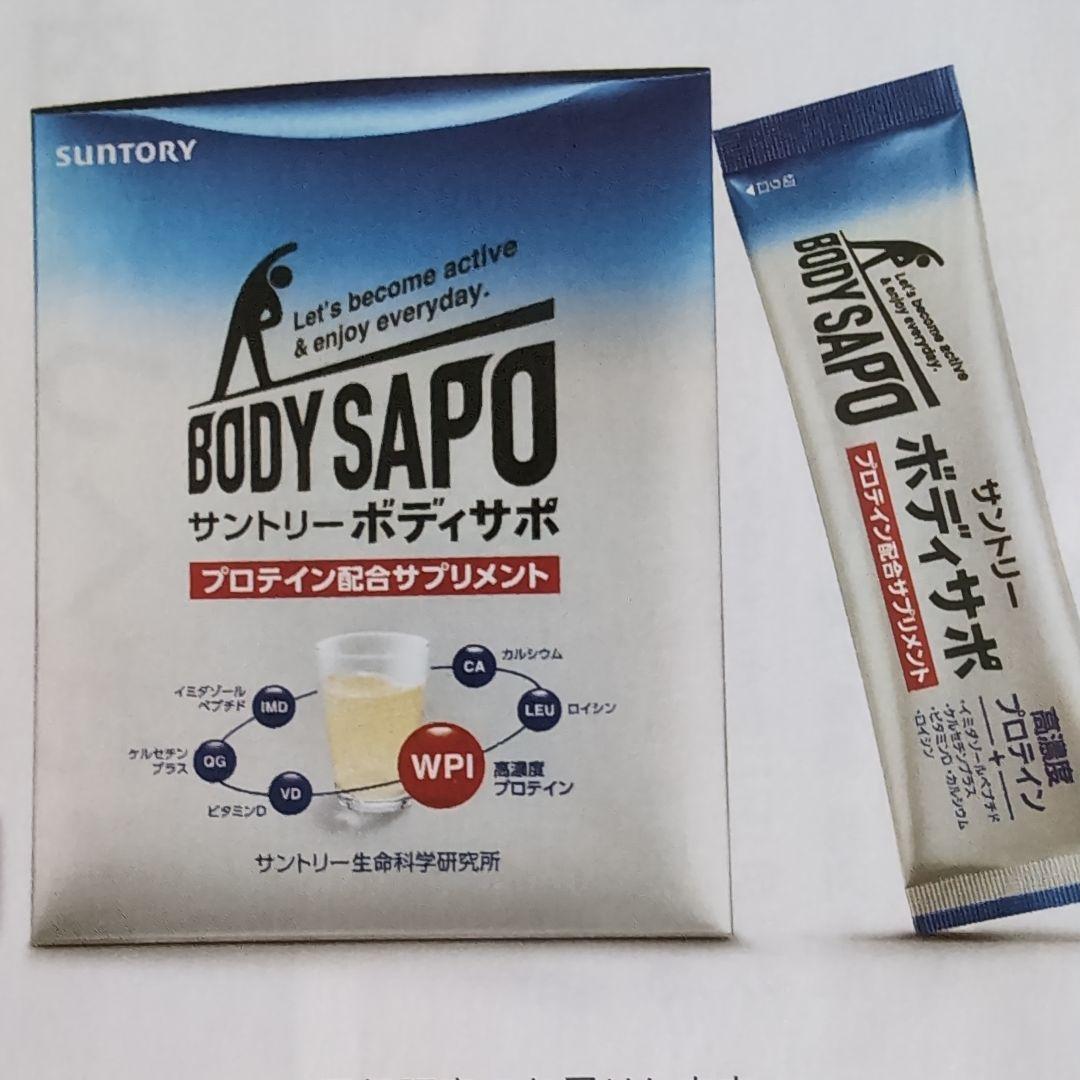 SUNTORY
Let's become active
& enjoy everyday.
BODY SAPO
サントリー ボディサポ
プロテイン配合サプリメント
CA
カルシウム
イミダゾール
ペプチド
IMD
LEU
ロイシン
ケルセチン
プラス
QG
WPI
高濃度
プロテイン
VD
ビタミンD
サントリー生命科学研究所
Let's become active
& enjoy everyday.
BODY SAPO
サントリー
ボディサポ
プロテイン配合サプリメント
高濃度
プロテイン
+
・イミダゾールペプチド
・ケルセチンプラス
・ビタミンD・カルシウム
・ロイシン